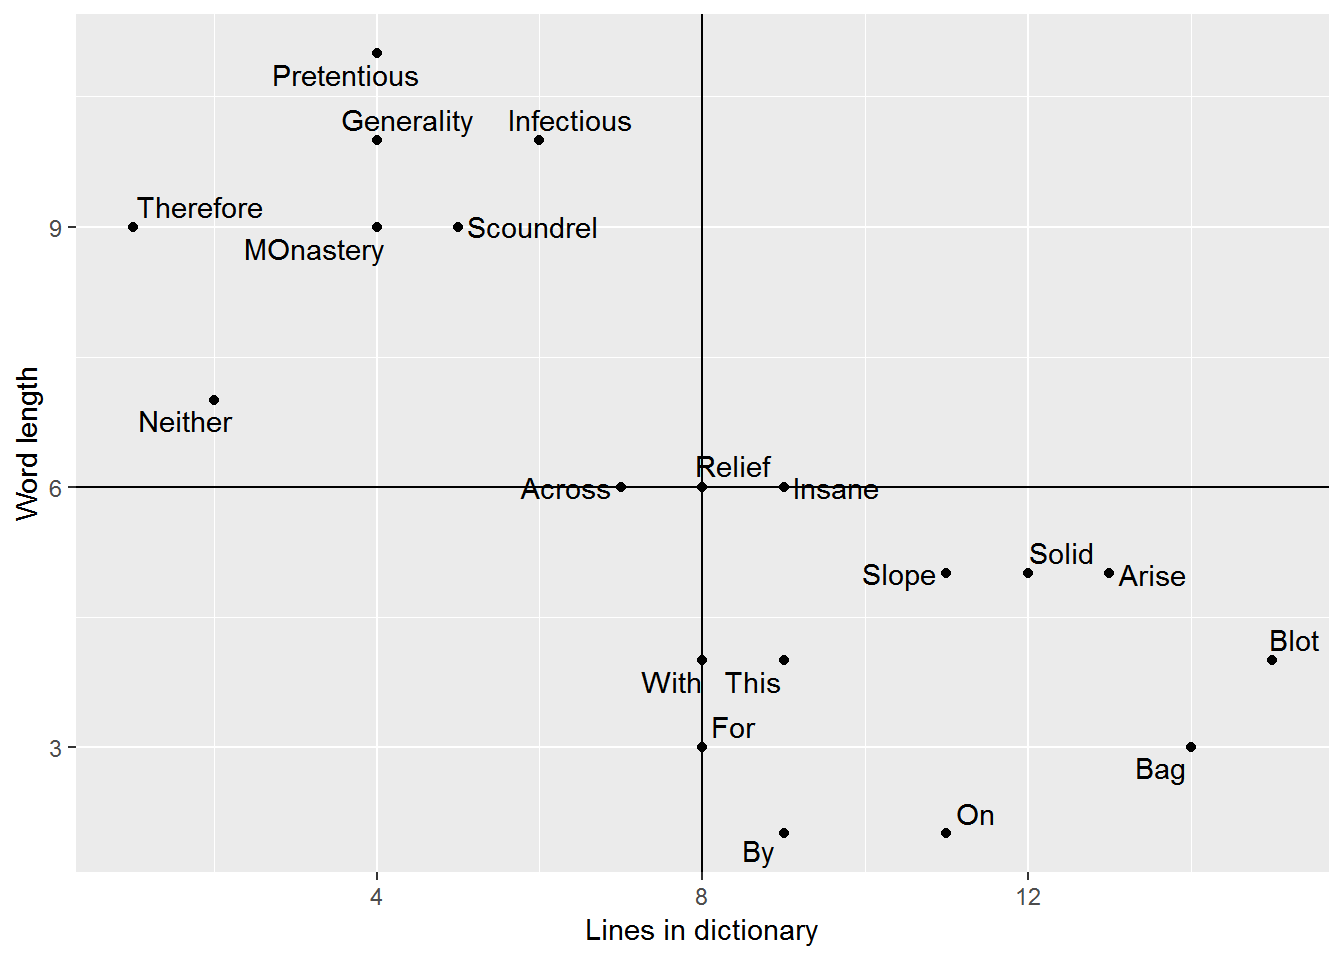 Pretentious
Generality
Infectious
Therefore
9
Scoundrel
MOnastery
Word length
Neither
Relief
6
Across
Insane
Solid
Slope
Arise
Blot
With
This
For
3
Bag
On
By
4
8
12
Lines in dictionary